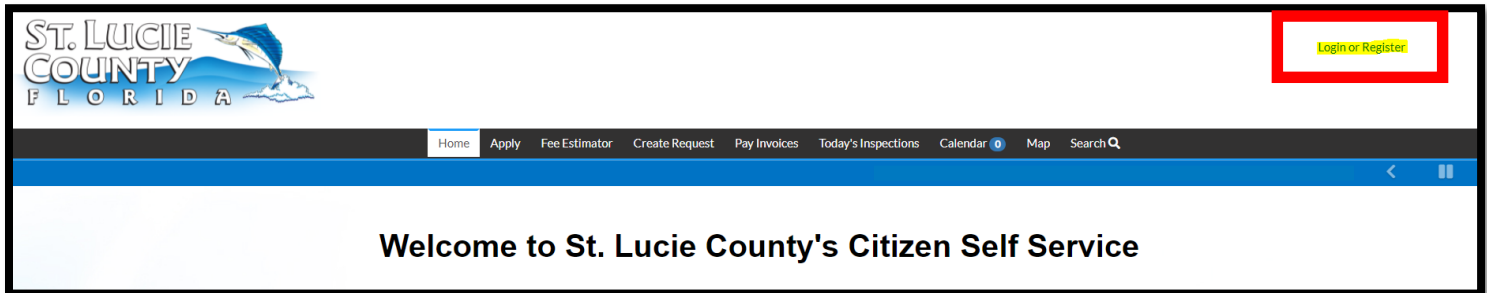 ST. LUCIE
COUNTY
FLORIDA
Login or Register
Home Apply Fee Estimator Create Request Pay Invoices Today's Inspections Calendar 0 Map Search
Welcome to St. Lucie County's Citizen Self Service